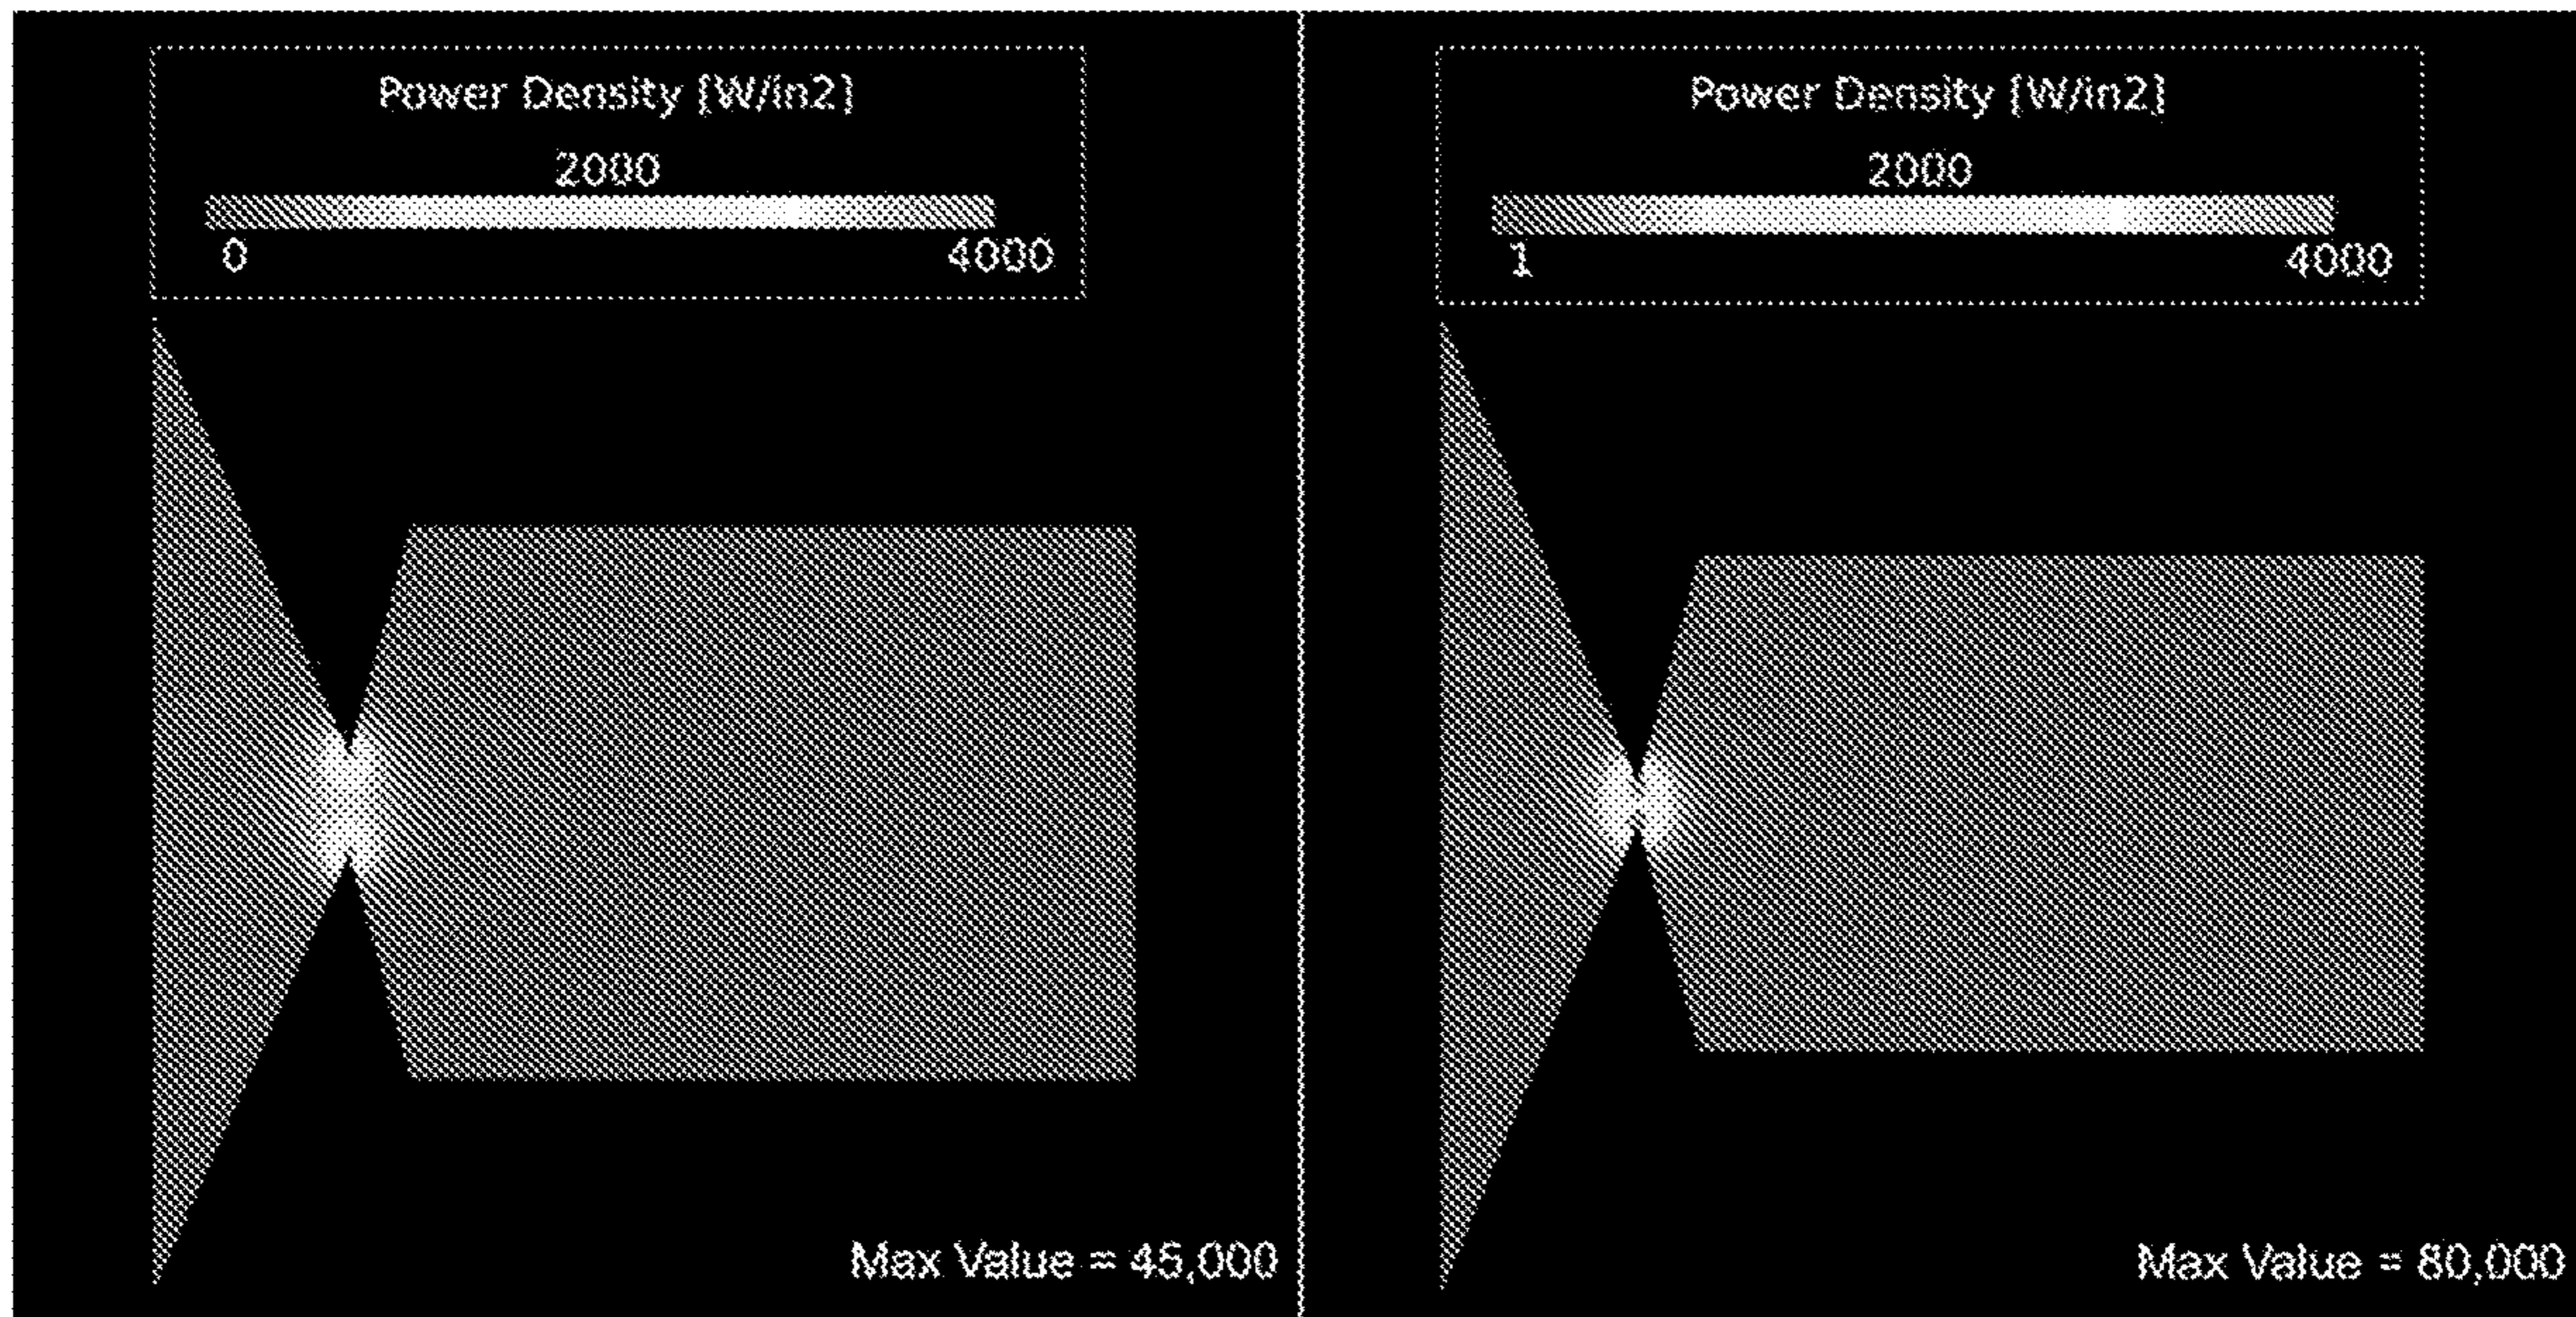 Power Density [W/in2]
2000
0 4000
Max Value = 45,000
Power Density [W/in2]
2000
1 4000
Max Value = 80,000